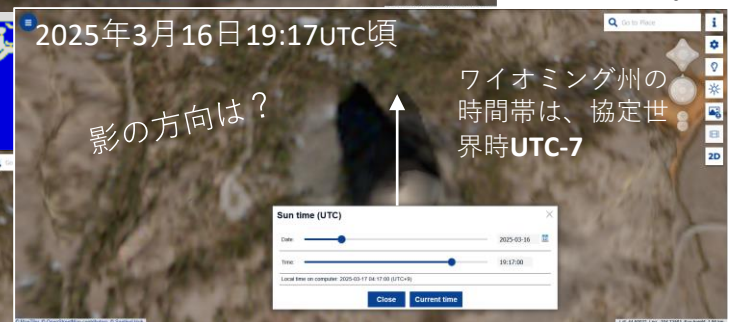 2025年3月16日19:17UTC頃
Go to Place
i
影の方向は？
ワイオミング州の
時間帯は、協定世
界時UTC-7
2D
Sun time (UTC)
Date:
2025-03-16
Time:
19:17:00
Local time on computer: 2025-03-17 04:17:00 (UTC+9)
Close
Current time